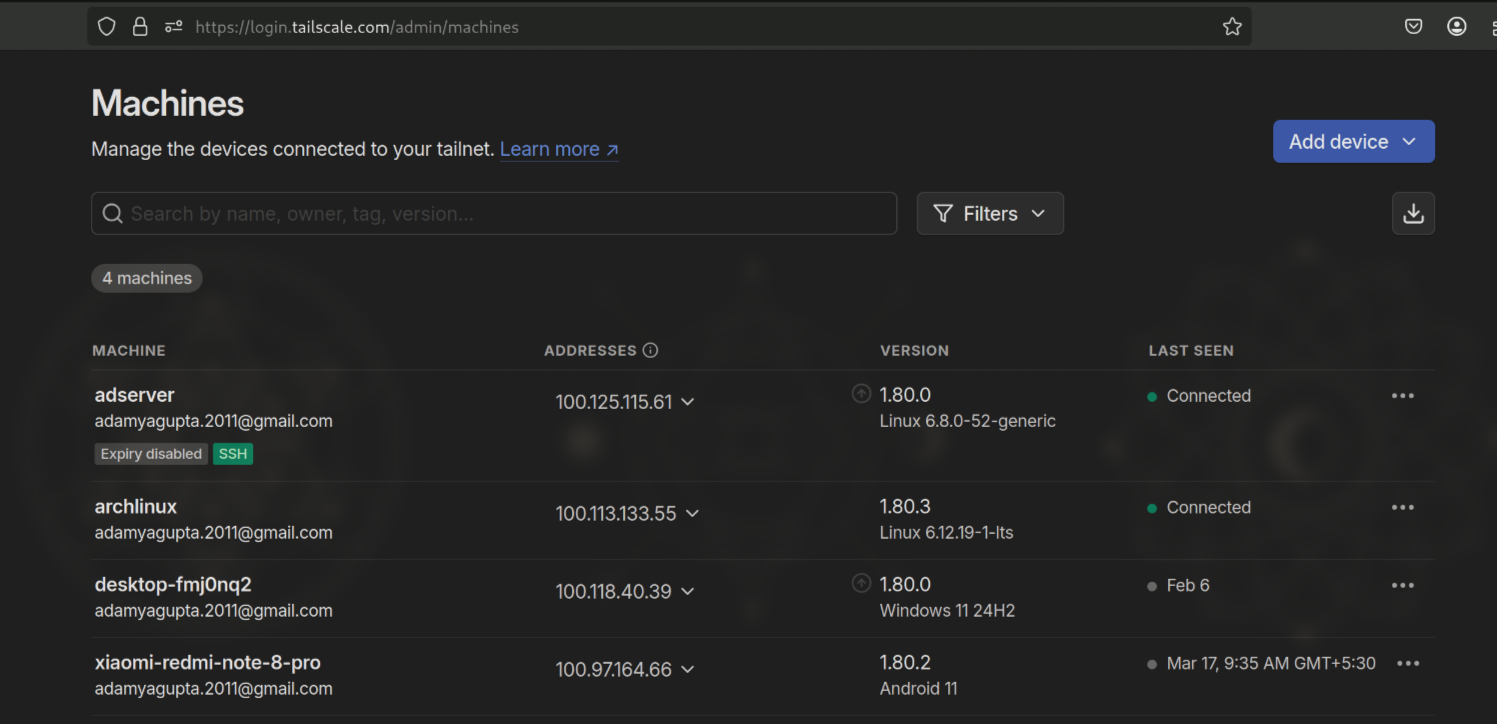 https://login.tailscale.com/admin/machines
Machines
Manage the devices connected to your tailnet. Learn more ↗
Add device
Search by name, owner, tag, version...
Filters
4 machines
MACHINE ADDRESSES VERSION LAST SEEN
adserver 100.125.115.61 1.80.0 Connected
adamyagupta.2011@gmail.com Linux 6.8.0-52-generic
Expiry disabled SSH
archlinux 100.113.133.55 1.80.3 Connected
adamyagupta.2011@gmail.com Linux 6.12.19-1-lts
desktop-fmj0nq2 100.118.40.39 1.80.0 Feb 6
adamyagupta.2011@gmail.com Windows 11 24H2
xiaomi-redmi-note-8-pro 100.97.164.66 1.80.2 Mar 17, 9:35 AM GMT+5:30
adamyagupta.2011@gmail.com Android 11